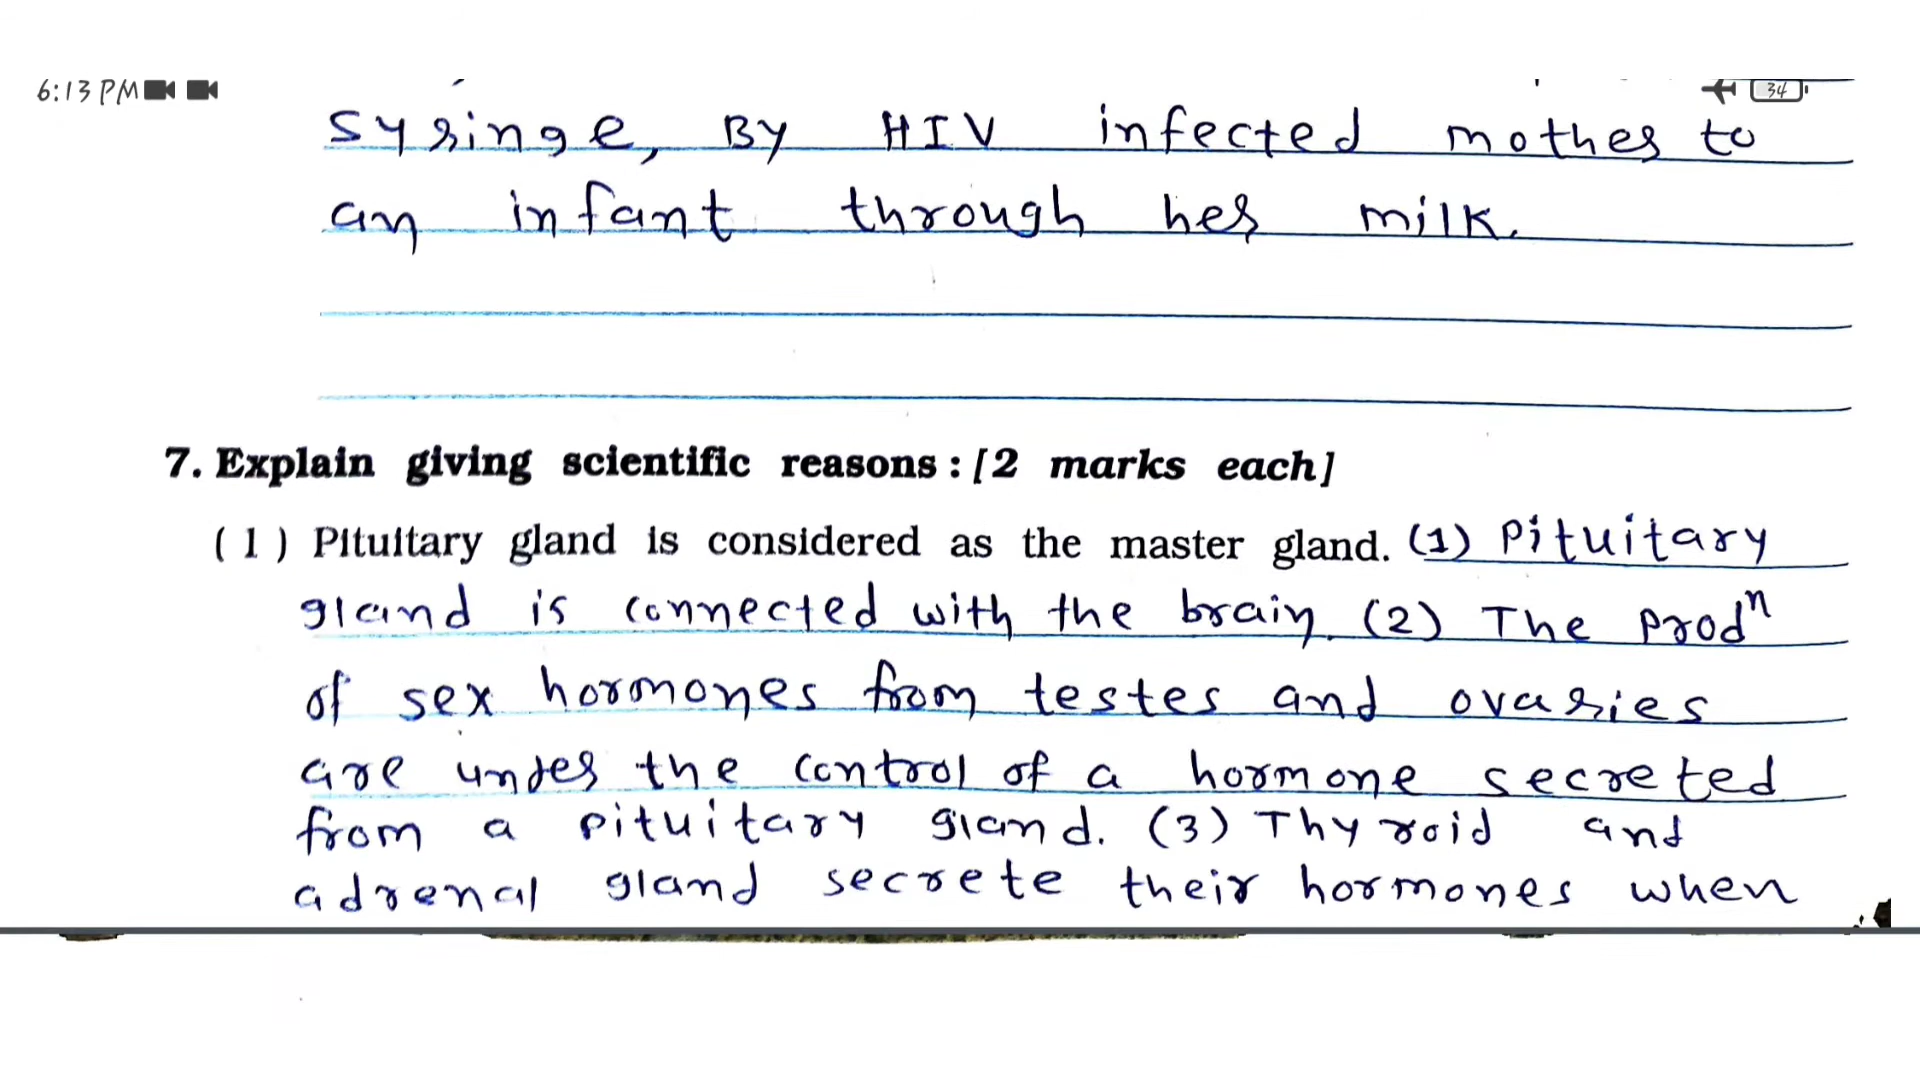 6:13 PM 34
syringe, By HIV infected mother to
an infant through her milk.
7. Explain giving scientific reasons : [2 marks each]
( 1 ) Pituitary gland is considered as the master gland. (1) Pituitary
gland is connected with the brain. (2) The Prodⁿ
of sex hormones from testes and ovaries
are under the control of a hormone secreted
from a pituitary gland. (3) Thyroid and
adrenal gland secrete their hormones when